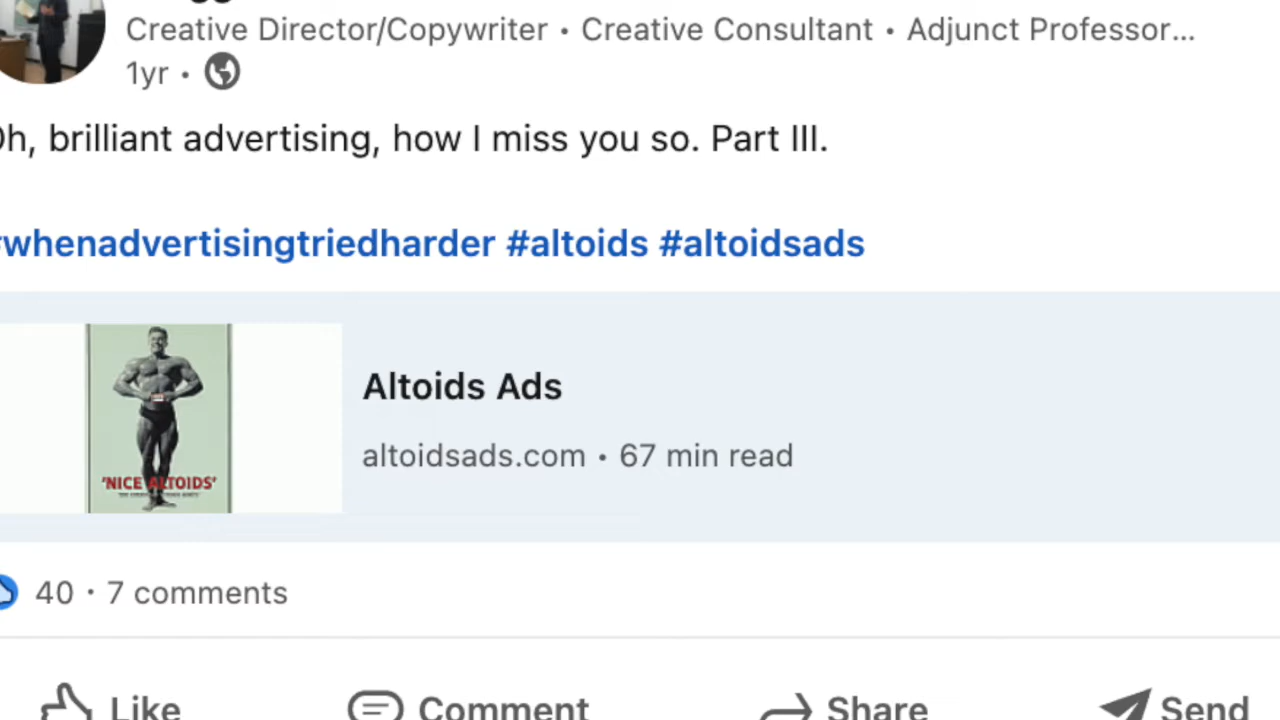 Creative Director/Copywriter • Creative Consultant • Adjunct Professor...
1yr •
Oh, brilliant advertising, how I miss you so. Part III.
#whenadvertisingtriedharder #altoids #altoidsads
'NICE ALTOIDS'
Altoids Ads
altoidsads.com • 67 min read
40 · 7 comments
Like
Comment
Share
Send